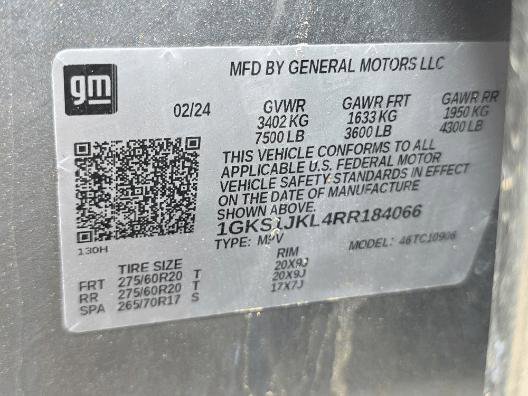 gm
MFD BY GENERAL MOTORS LLC
02/24 GVWR GAWR FRT GAWR RR
3402 KG 1633 KG 1950 KG
7500 LB 3600 LB 4300 LB
THIS VEHICLE CONFORMS TO ALL
APPLICABLE U.S. FEDERAL MOTOR
VEHICLE SAFETY STANDARDS IN EFFECT
ON THE DATE OF MANUFACTURE
SHOWN ABOVE.
1GKS1JKL4RR184066
TYPE: MPV MODEL: 46TC10906
130H
TIRE SIZE RIM
FRT 275/60R20 T 20X9J
RR 275/60R20 T 20X9J
SPA 265/70R17 S 17X7J